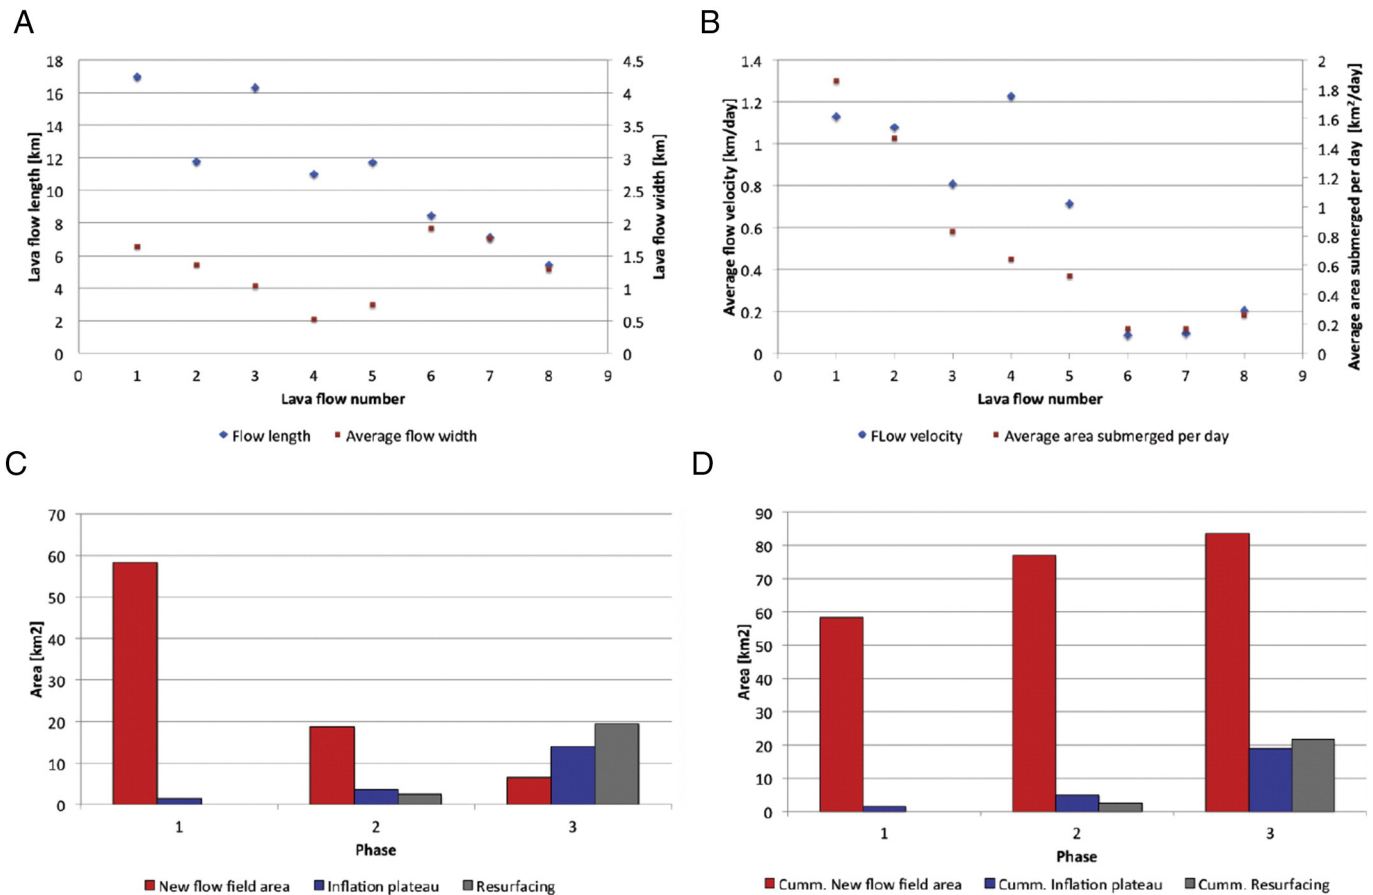 A
Lava flow length [km]
18
16
14
12
10
8
6
4
2
0
4.5
4
3.5
3
2.5
2
1.5
1
0.5
0
Lava flow width [km]
0 1 2 3 4 5 6 7 8 9
Lava flow number
Flow length Average flow width
B
Average flow velocity [km/day]
1.4
1.2
1
0.8
0.6
0.4
0.2
0
2
1.8
1.6
1.4
1.2
1
0.8
0.6
0.4
0.2
0
Average area submerged per day [km²/day]
0 1 2 3 4 5 6 7 8 9
Lava flow number
FLow velocity Average area submerged per day
C
Area [km2]
70
60
50
40
30
20
10
0
1 2 3
Phase
New flow field area Inflation plateau Resurfacing
D
Area [km2]
90
80
70
60
50
40
30
20
10
0
1 2 3
Phase
Cumm. New flow field area Cumm. Inflation plateau Cumm. Resurfacing